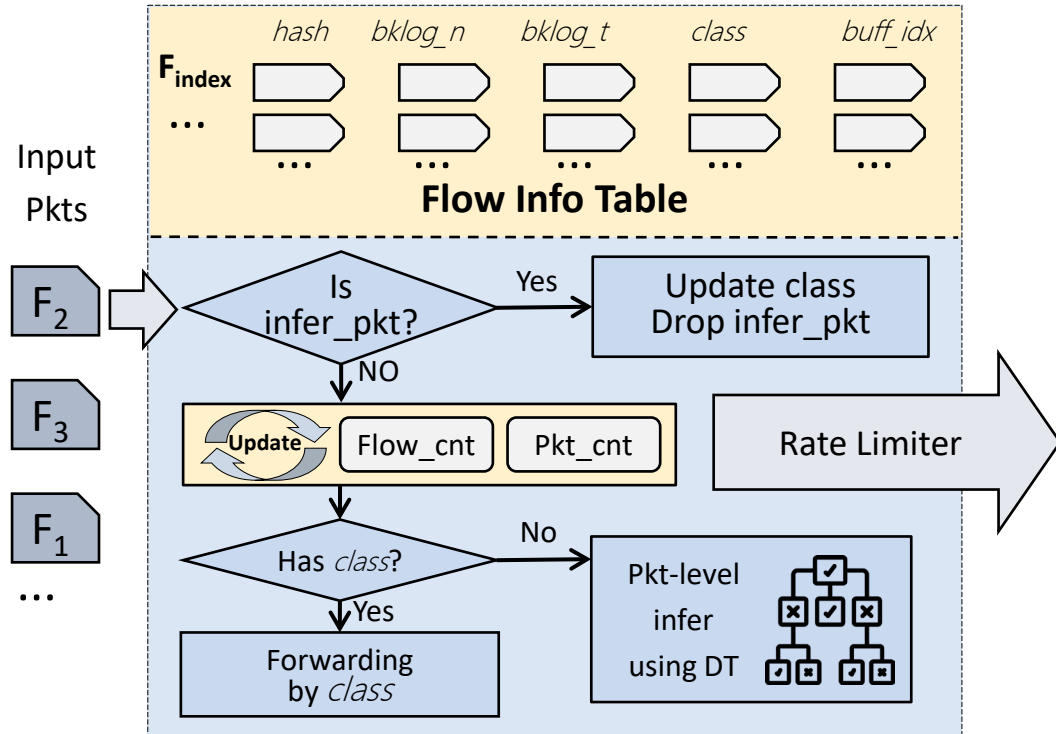 hash bklog_n bklog_t class buff_idx
F_index
...
... ... ... ... ...
Flow Info Table
Input
Pkts
F₂
F₃
F₁
...
Is
infer_pkt?
Yes
Update class
Drop infer_pkt
NO
Update
Flow_cnt
Pkt_cnt
Rate Limiter
Has class?
No
Yes
Forwarding
by class
Pkt-level
infer
using DT